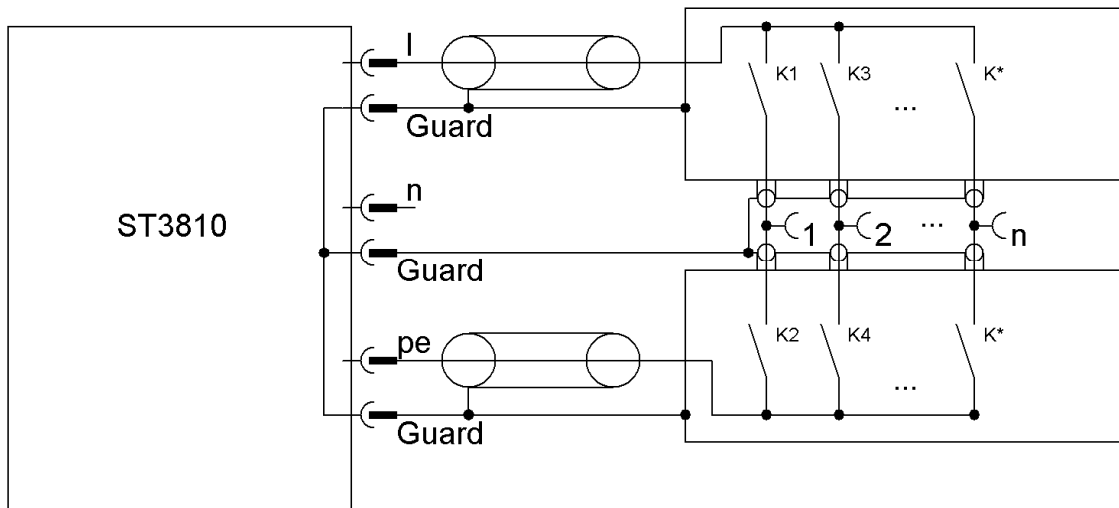 l
K1 K3 K*
...
Guard
n
ST3810
1 2 ... n
Guard
pe
K2 K4 K*
...
Guard